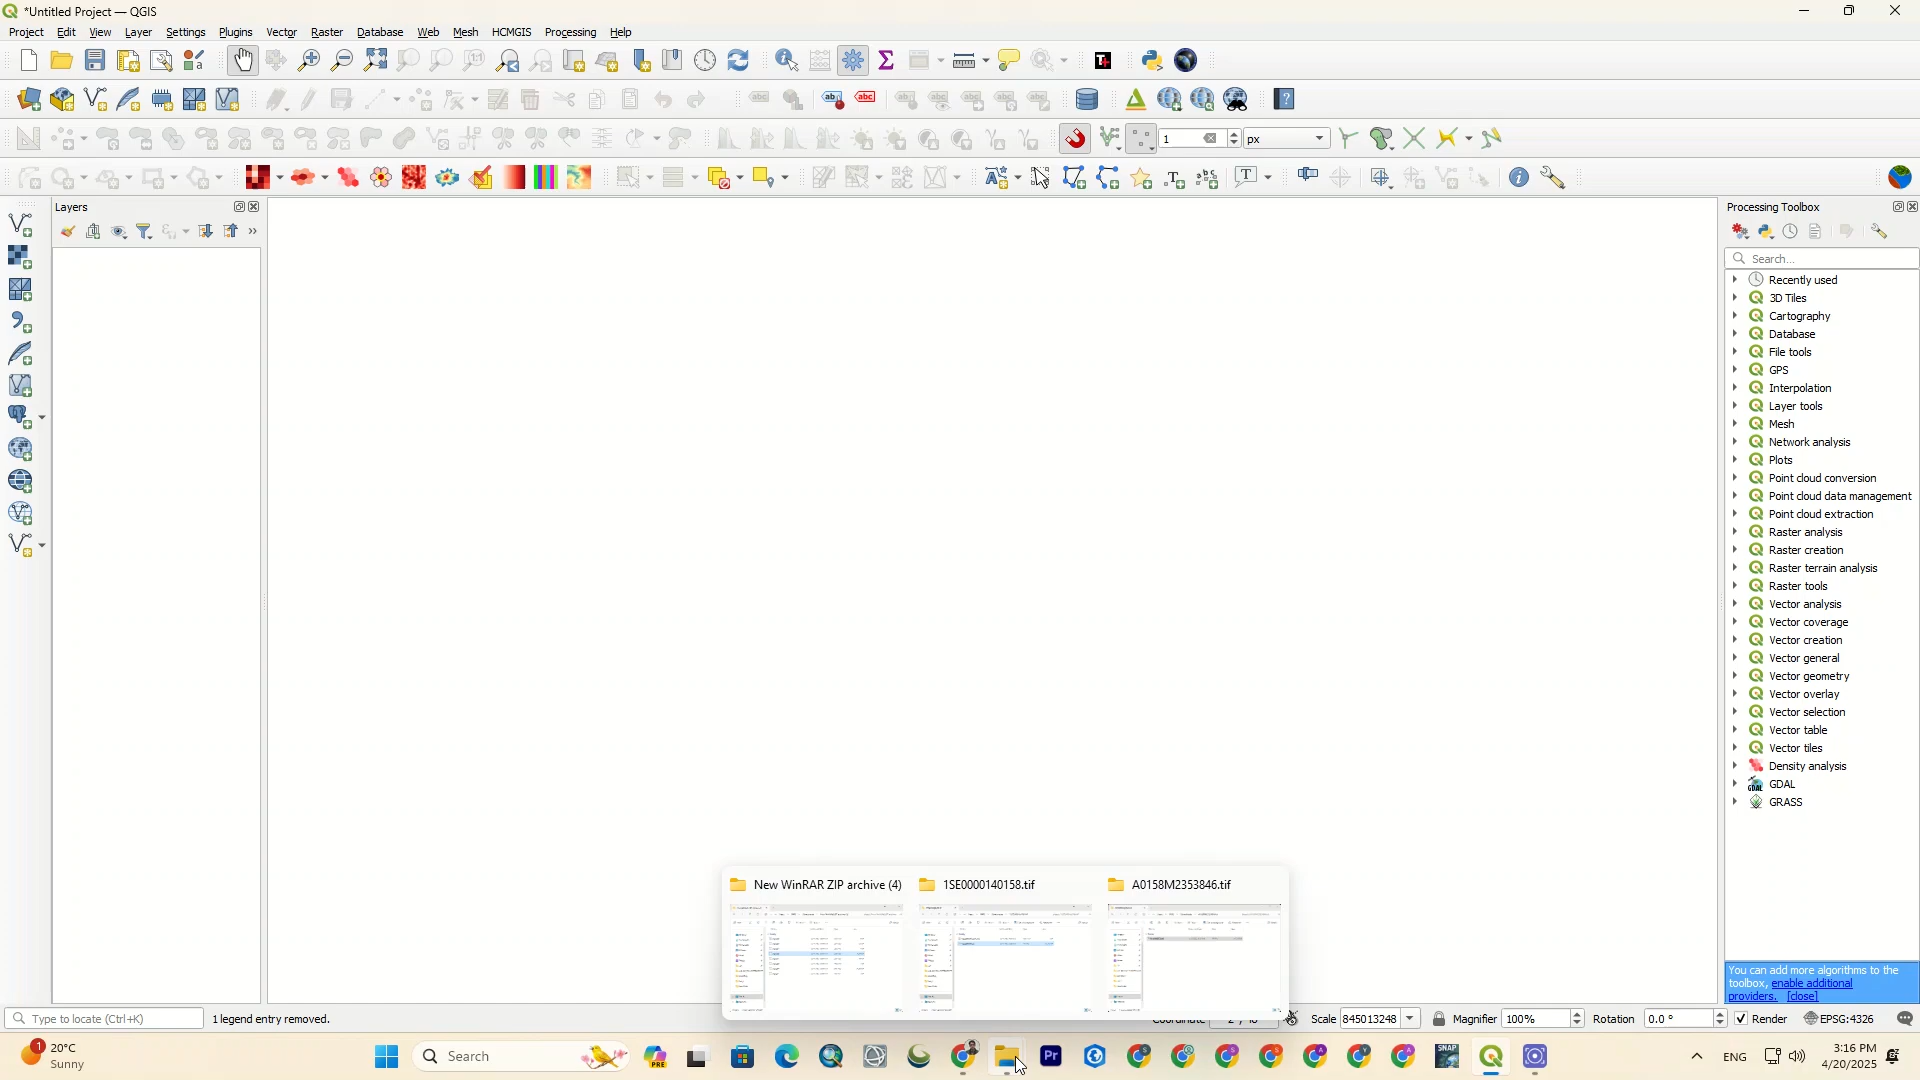 *Untitled Project — QGIS
Project Edit View Layer Settings Plugins Vector Raster Database Web Mesh HCMGIS Processing Help
1 px
Layers
Processing Toolbox
Search...
Recently used
3D Tiles
Cartography
Database
File tools
GPS
Interpolation
Layer tools
Mesh
Network analysis
Plots
Point cloud conversion
Point cloud data management
Point cloud extraction
Raster analysis
Raster creation
Raster terrain analysis
Raster tools
Vector analysis
Vector coverage
Vector creation
Vector general
Vector geometry
Vector overlay
Vector selection
Vector table
Vector tiles
Density analysis
GDAL
GRASS
You can add more algorithms to the
toolbox, enable additional
providers. [close]
New WinRAR ZIP archive (4) 1SE0000140158.tif A0158M2353846.tif
Type to locate (Ctrl+K) 1 legend entry removed. Scale 845013248 Magnifier 100% Rotation 0.0 ° Render EPSG:4326
20°C
Sunny
Search
ENG
3:16 PM
4/20/2025